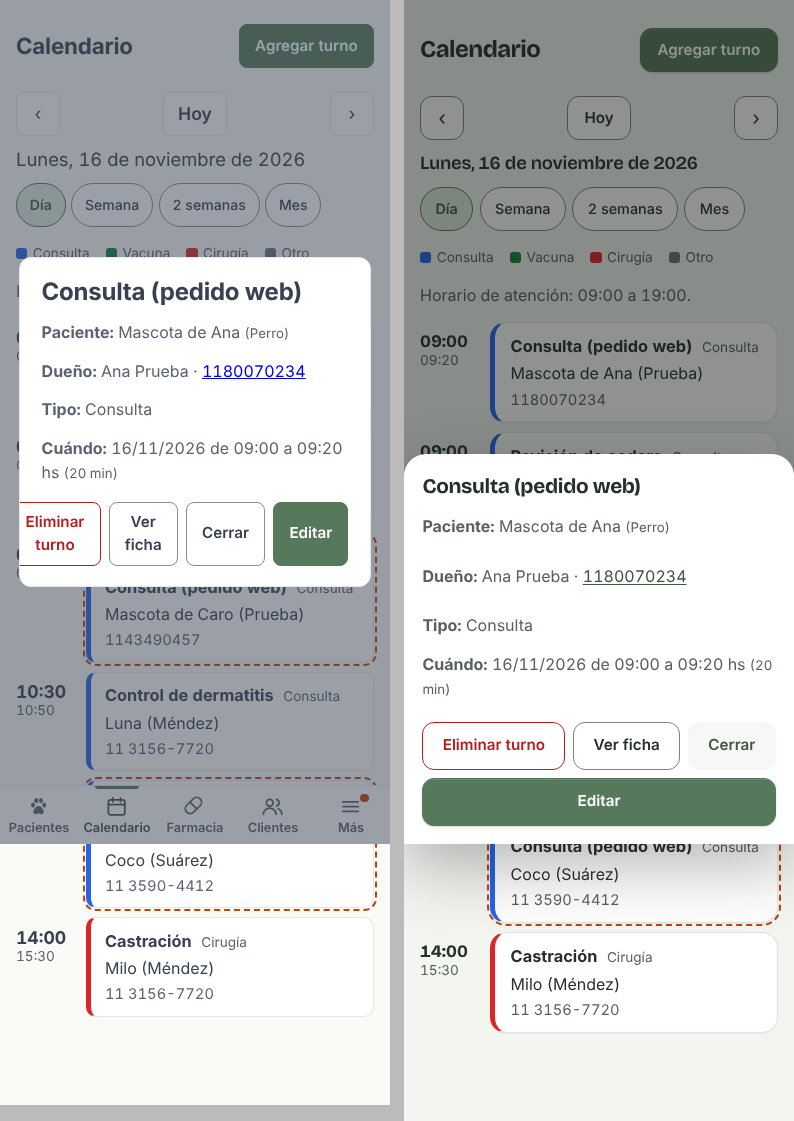 Calendario
Agregar turno
‹
Hoy
›
Lunes, 16 de noviembre de 2026
Día
Semana
2 semanas
Mes
Consulta
Vacuna
Cirugía
Otro
Consulta (pedido web)
Paciente: Mascota de Ana (Perro)
Dueño: Ana Prueba · 1180070234
Tipo: Consulta
Cuándo: 16/11/2026 de 09:00 a 09:20
hs (20 min)
Eliminar
turno
Ver
ficha
Cerrar
Editar
Consulta (pedido web) Consulta
Mascota de Caro (Prueba)
1143490457
10:30
10:50
Control de dermatitis Consulta
Luna (Méndez)
11 3156-7720
Pacientes
Calendario
Farmacia
Clientes
Más
Coco (Suárez)
11 3590-4412
14:00
15:30
Castración Cirugía
Milo (Méndez)
11 3156-7720
Calendario
Agregar turno
‹
Hoy
›
Lunes, 16 de noviembre de 2026
Día
Semana
2 semanas
Mes
Consulta
Vacuna
Cirugía
Otro
Horario de atención: 09:00 a 19:00.
09:00
09:20
Consulta (pedido web) Consulta
Mascota de Ana (Prueba)
1180070234
09:00
Consulta (pedido web)
Paciente: Mascota de Ana (Perro)
Dueño: Ana Prueba · 1180070234
Tipo: Consulta
Cuándo: 16/11/2026 de 09:00 a 09:20 hs (20
min)
Eliminar turno
Ver ficha
Cerrar
Editar
Consulta (pedido web) Consulta
Coco (Suárez)
11 3590-4412
14:00
15:30
Castración Cirugía
Milo (Méndez)
11 3156-7720